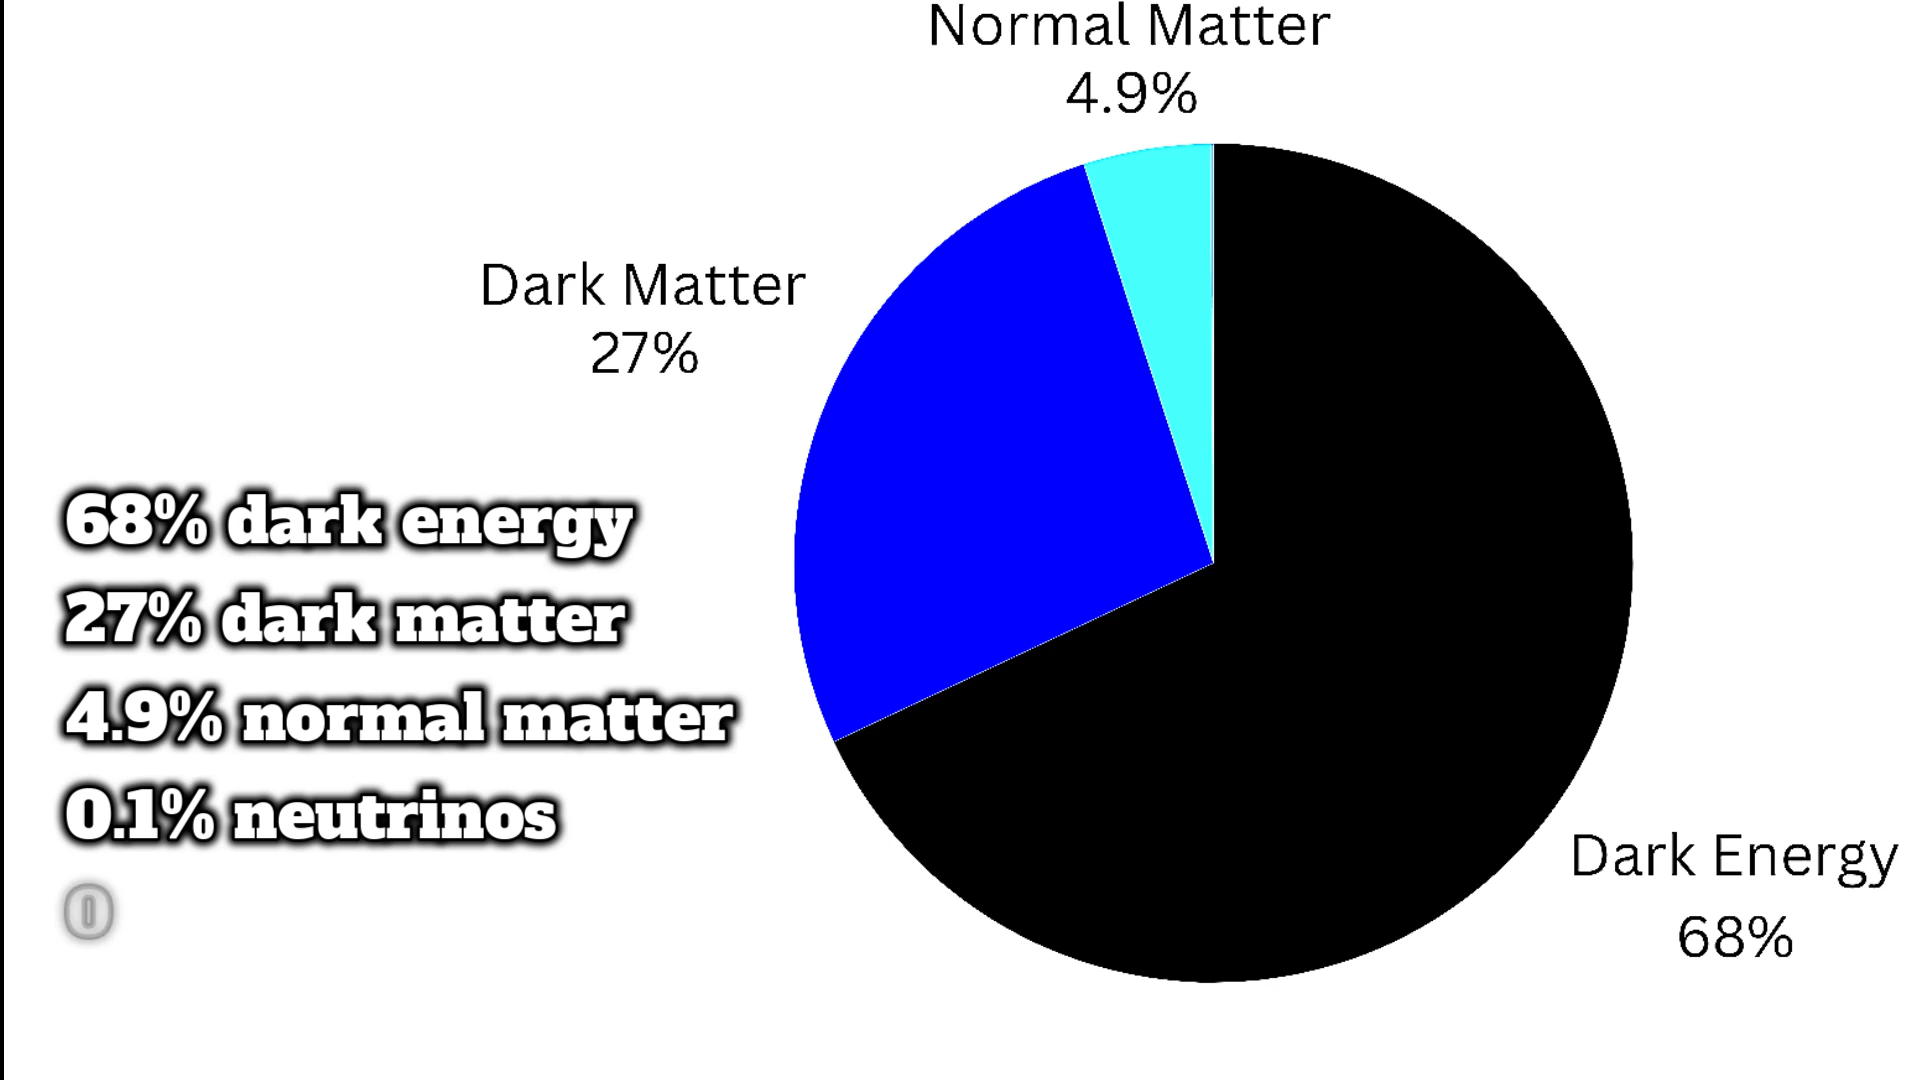 Normal Matter
4.9%
Dark Matter
27%
68% dark energy
27% dark matter
4.9% normal matter
0.1% neutrinos
0
Dark Energy
68%